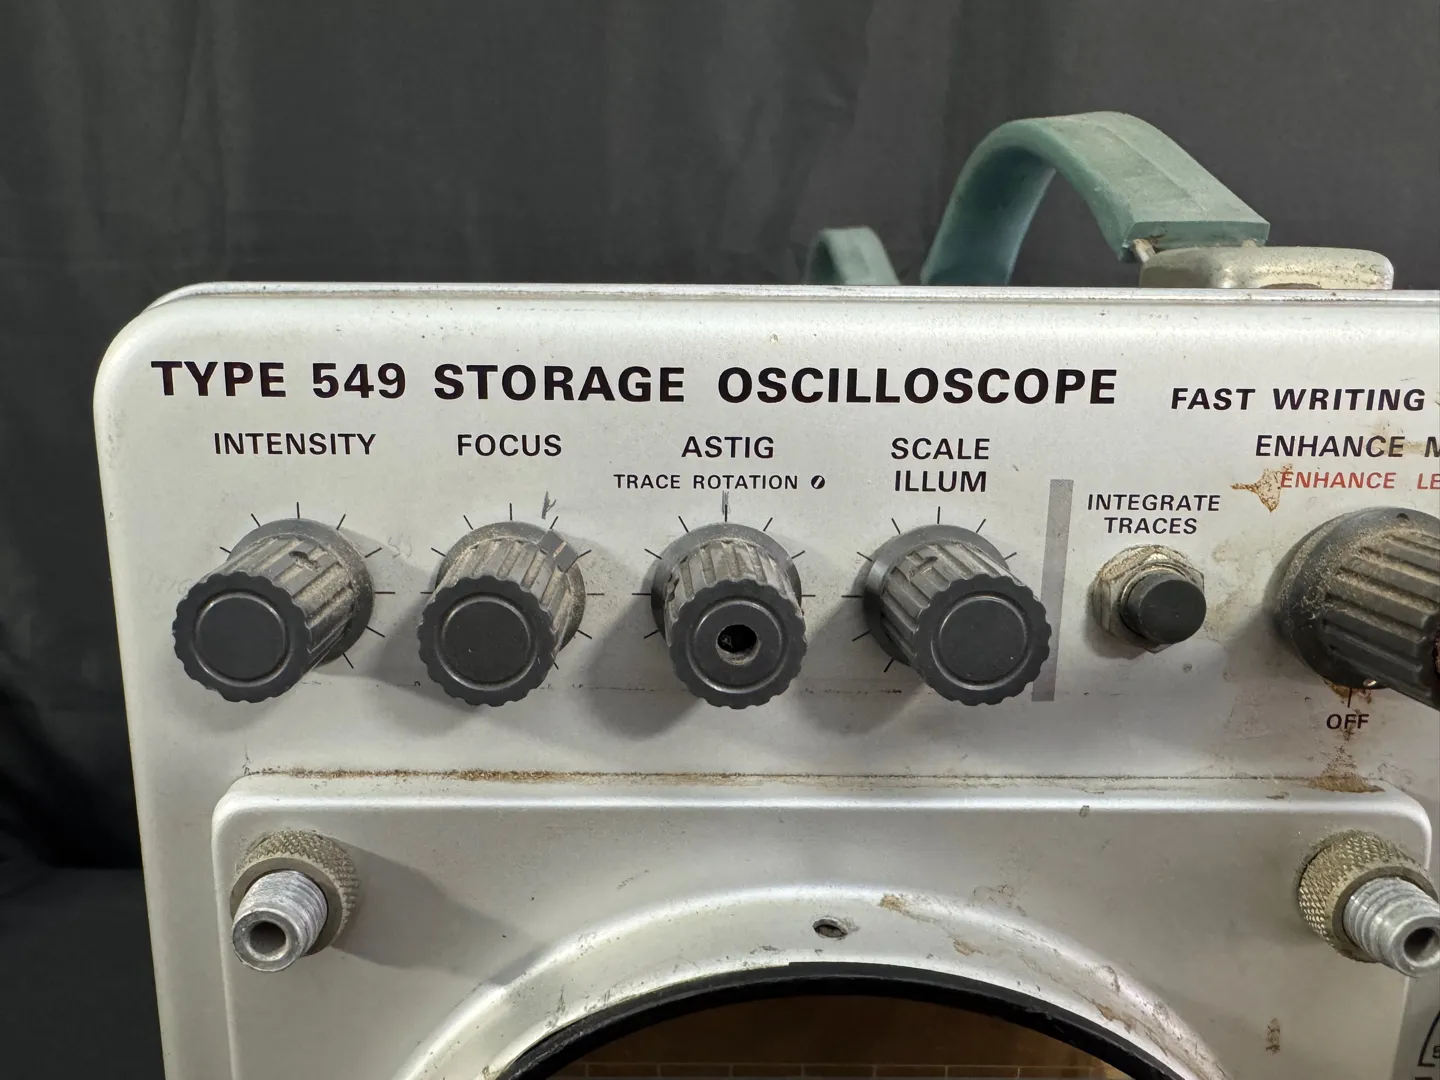 TYPE 549 STORAGE OSCILLOSCOPE
FAST WRITING
INTENSITY
FOCUS
ASTIG
TRACE ROTATION
SCALE
ILLUM
INTEGRATE
TRACES
ENHANCE
ENHANCE
OFF